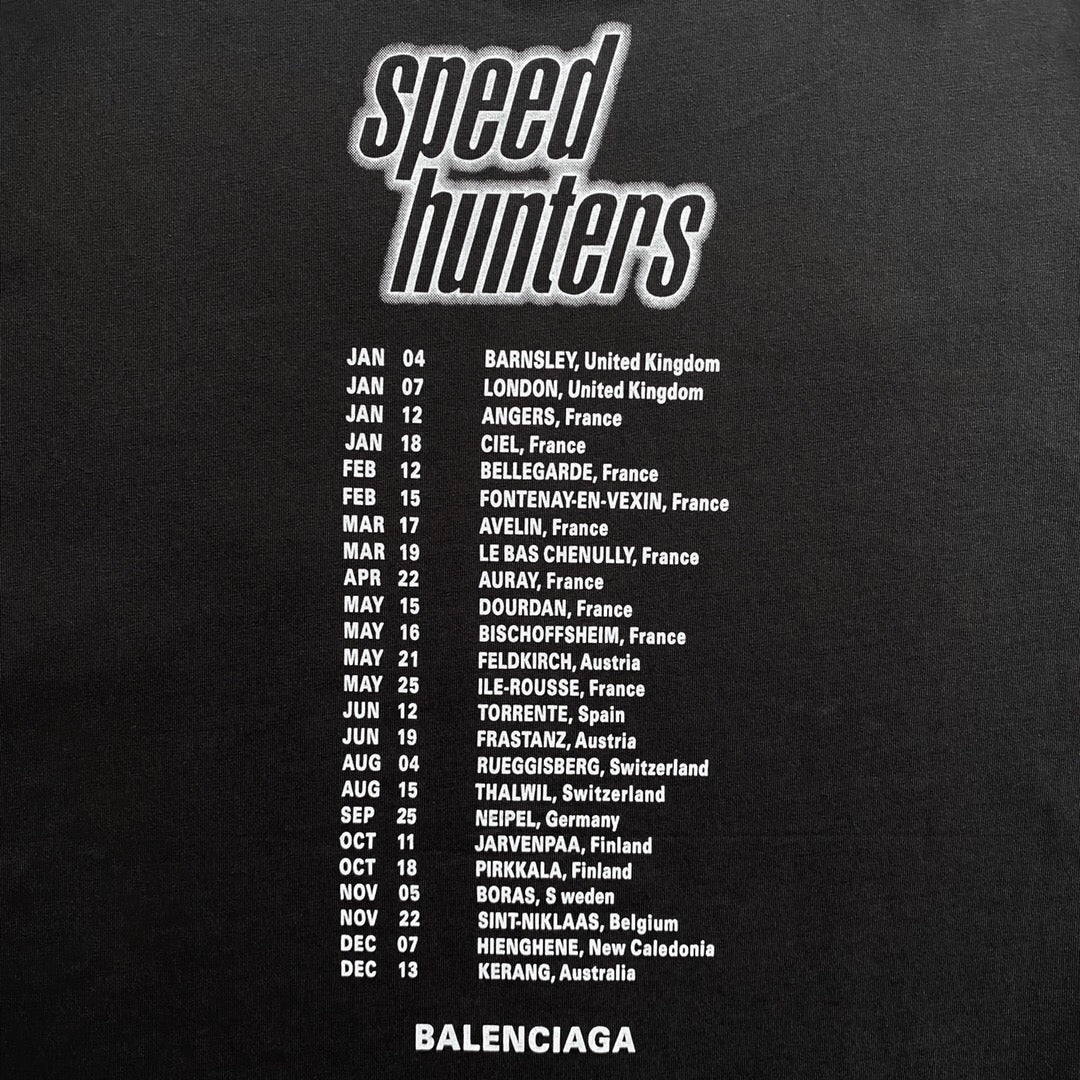 speed
hunters
JAN 04 BARNSLEY, United Kingdom
JAN 07 LONDON, United Kingdom
JAN 12 ANGERS, France
JAN 18 CIEL, France
FEB 12 BELLEGARDE, France
FEB 15 FONTENAY-EN-VEXIN, France
MAR 17 AVELIN, France
MAR 19 LE BAS CHENULLY, France
APR 22 AURAY, France
MAY 15 DOURDAN, France
MAY 16 BISCHOFFSHEIM, France
MAY 21 FELDKIRCH, Austria
MAY 25 ILE-ROUSSE, France
JUN 12 TORRENTE, Spain
JUN 19 FRASTANZ, Austria
AUG 04 RUEGGISBERG, Switzerland
AUG 15 THALWIL, Switzerland
SEP 25 NEIPEL, Germany
OCT 11 JARVENPAA, Finland
OCT 18 PIRKKALA, Finland
NOV 05 BORAS, S weden
NOV 22 SINT-NIKLAAS, Belgium
DEC 07 HIENGHENE, New Caledonia
DEC 13 KERANG, Australia
BALENCIAGA